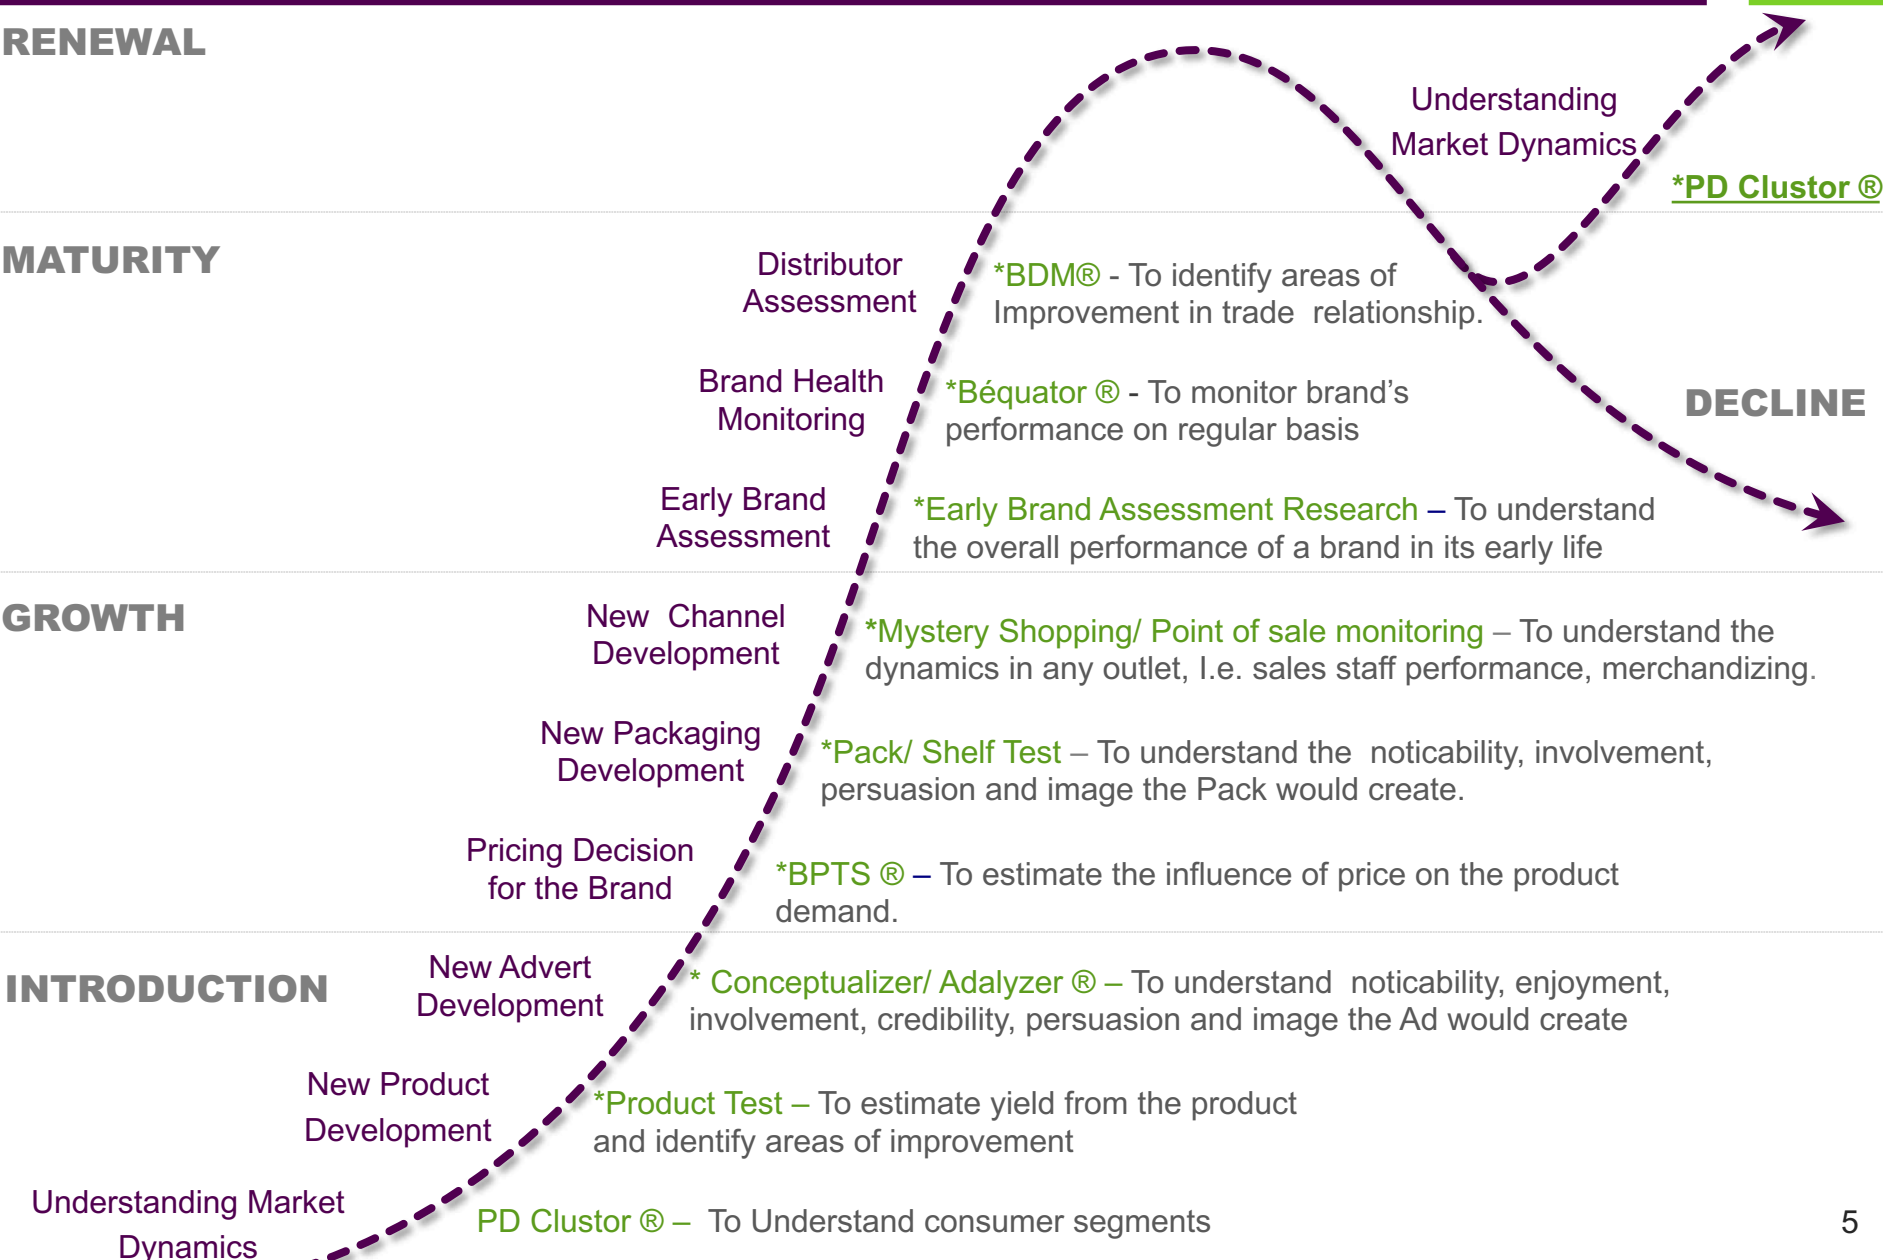 RENEWAL
Understanding
Market Dynamics
*PD Clustor ®
MATURITY
Distributor
Assessment
*BDM® - To identify areas of
Improvement in trade relationship.
Brand Health
Monitoring
*Béquator ® - To monitor brand’s
performance on regular basis
DECLINE
Early Brand
Assessment
*Early Brand Assessment Research – To understand
the overall performance of a brand in its early life
GROWTH
New Channel
Development
*Mystery Shopping/ Point of sale monitoring – To understand the
dynamics in any outlet, I.e. sales staff performance, merchandizing.
New Packaging
Development
*Pack/ Shelf Test – To understand the noticability, involvement,
persuasion and image the Pack would create.
Pricing Decision
for the Brand
*BPTS ® – To estimate the influence of price on the product
demand.
INTRODUCTION
New Advert
Development
* Conceptualizer/ Adalyzer ® – To understand noticability, enjoyment,
involvement, credibility, persuasion and image the Ad would create
New Product
Development
*Product Test – To estimate yield from the product
and identify areas of improvement
Understanding Market
Dynamics
PD Clustor ® – To Understand consumer segments
5